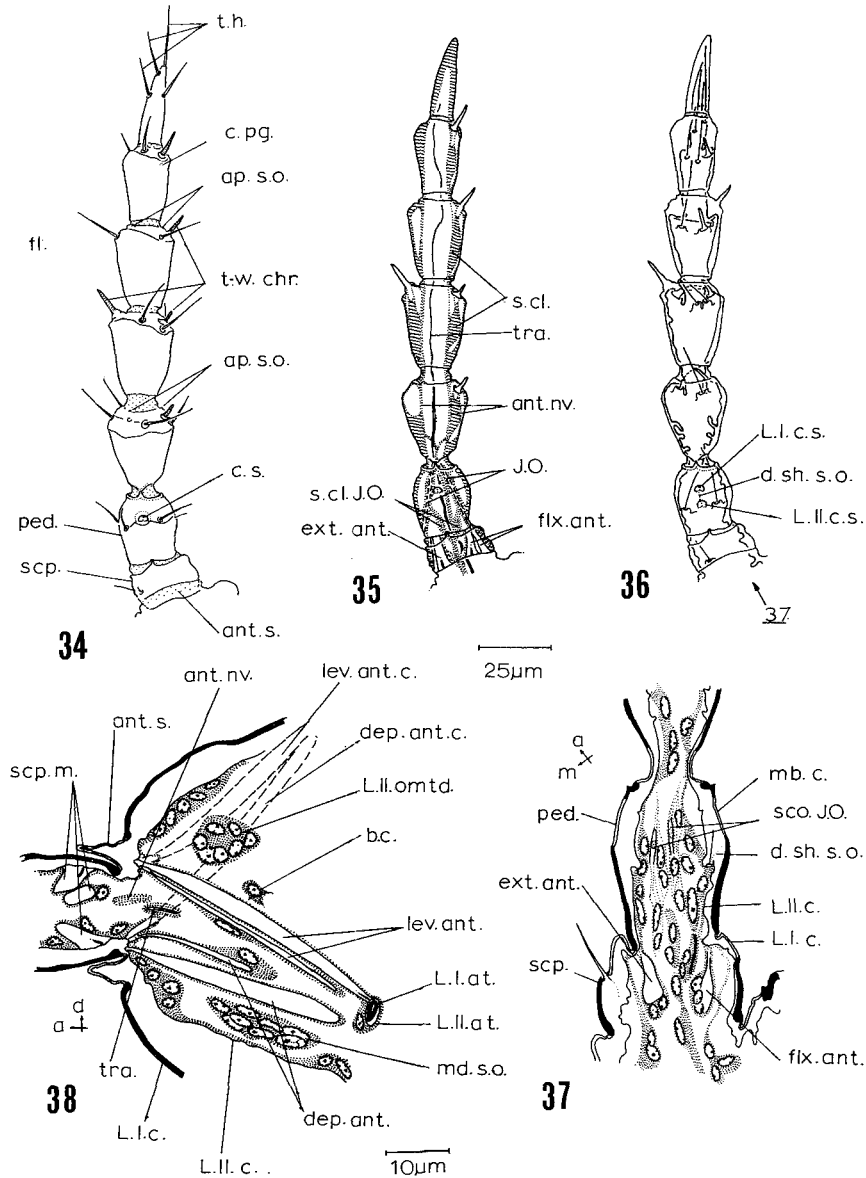 t.h.
c.pg.
ap.s.o.
fl.
t-w. chr.
ap.s.o.
c.s.
ped.
scp.
ant.s.
34
s.cl.
tra.
ant.nv.
J.O.
s.cl.J.O.
ext. ant.
flx.ant.
35
L.I.c.s.
d.sh.s.o.
L.II.c.s.
36
37
25µm
ant.nv.
lev.ant.c.
ant.s.
dep.ant.c.
scp.m.
L.II.omtd.
b.c.
lev.ant.
L.I.at.
L.II.at.
md.s.o.
a d
tra.
38
dep.ant.
L.I.c.
L.II.c.
10µm
a
m
mb.c.
ped.
sco.J.O.
d.sh.s.o.
ext.ant.
L.II.c.
L.I.c.
scp.
flx.ant.
37